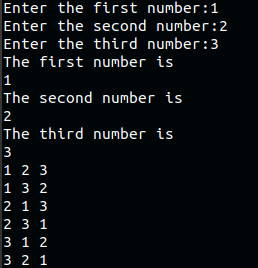 Enter the first number:1
Enter the second number:2
Enter the third number:3
The first number is
1
The second number is
2
The third number is
3
1 2 3
1 3 2
2 1 3
2 3 1
3 1 2
3 2 1